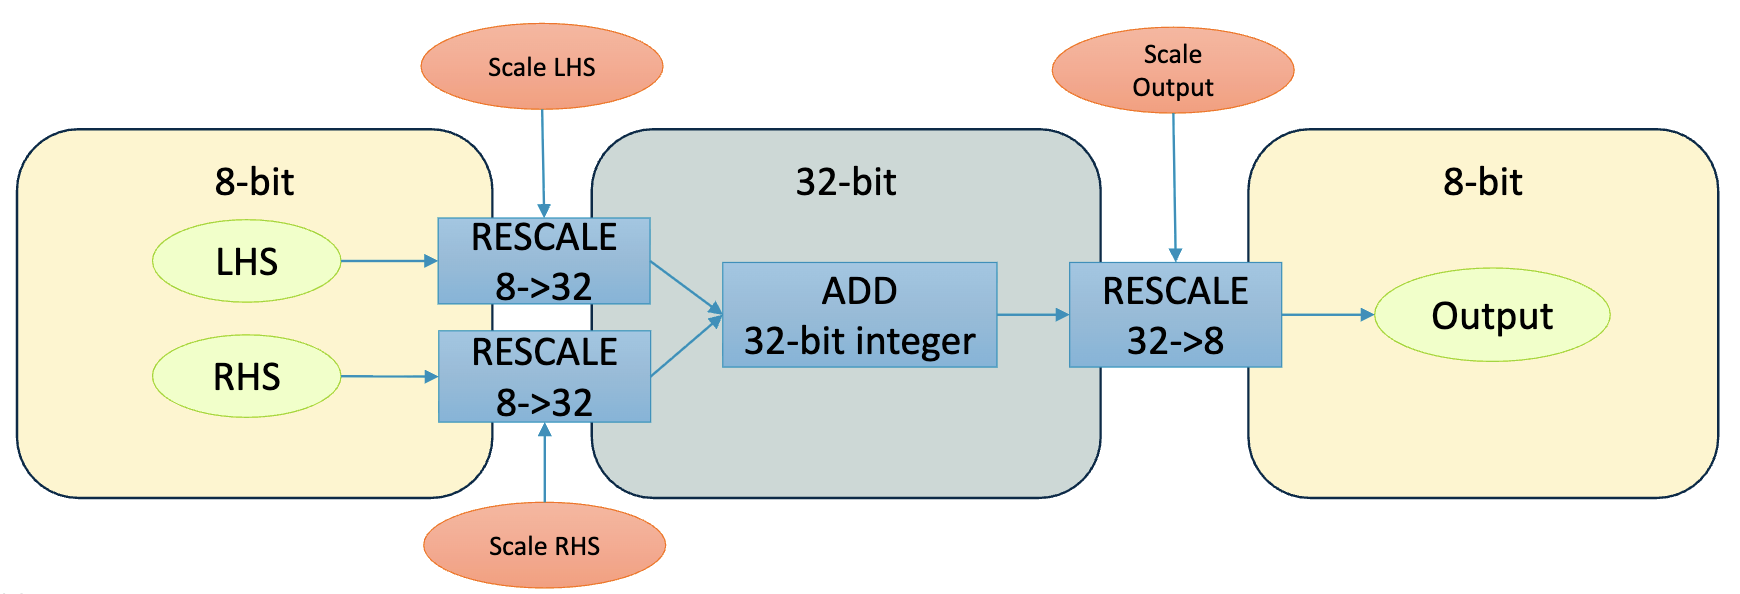 Scale LHS
Scale
Output
8-bit
32-bit
8-bit
LHS
RESCALE
8->32
RHS
RESCALE
8->32
ADD
32-bit integer
RESCALE
32->8
Output
Scale RHS